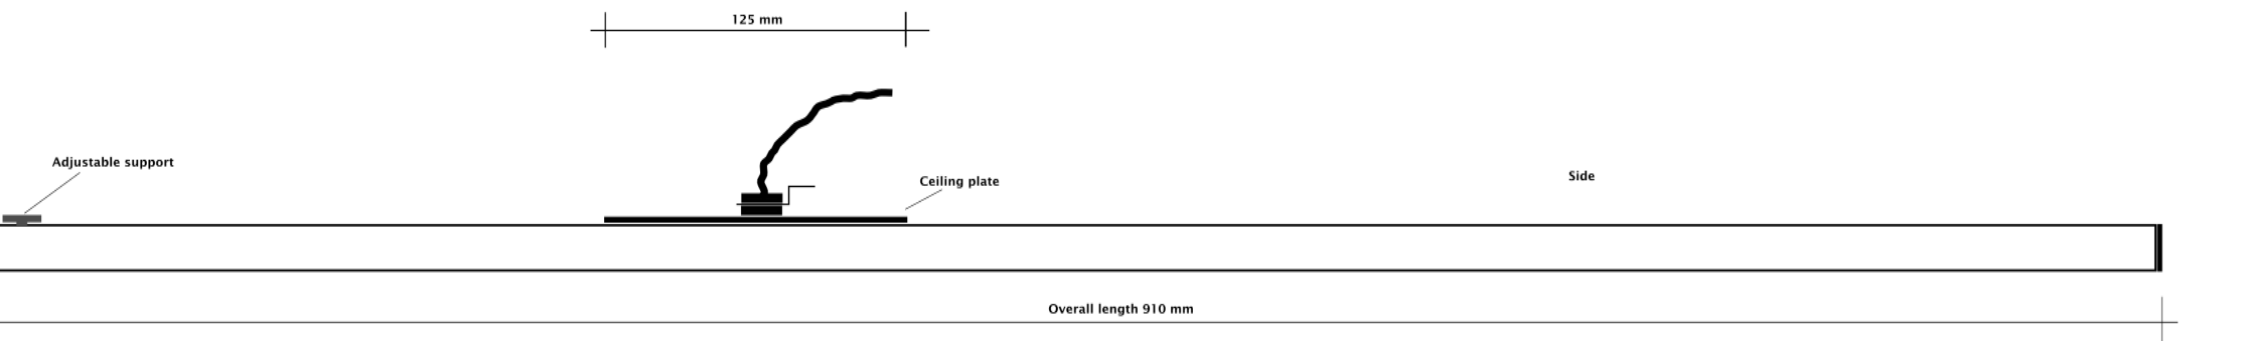 125 mm
Adjustable support
Ceiling plate
Side
Overall length 910 mm